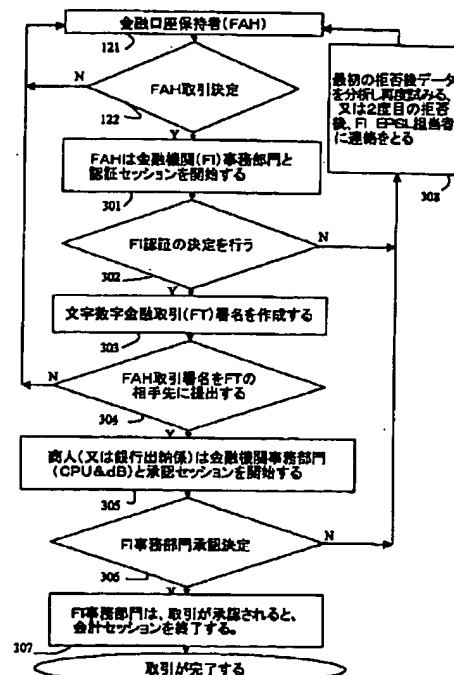 金融口座保持者(FAH)
121
N
FAH取引決定
122
Y
最初の拒否後データ
を分析し再度試みる、
又は2度目の拒否
後、FI EPSL担当者
に連絡をとる
308
FAHは金融機関(FI)事務部門と
認証セッションを開始する
301
FI認証の決定を行う
N
302
Y
文字数字金融取引(FT)署名を作成する
303
N
FAH取引署名をFTの
相手先に提出する
304
Y
商人(又は銀行出納係)は金融機関事務部門
(CPU&dB)と承認セッションを開始する
305
N
FI事務部門承認決定
306
Y
FI事務部門は、取引が承認されると、
会計セッションを終了する。
307
取引が完了する